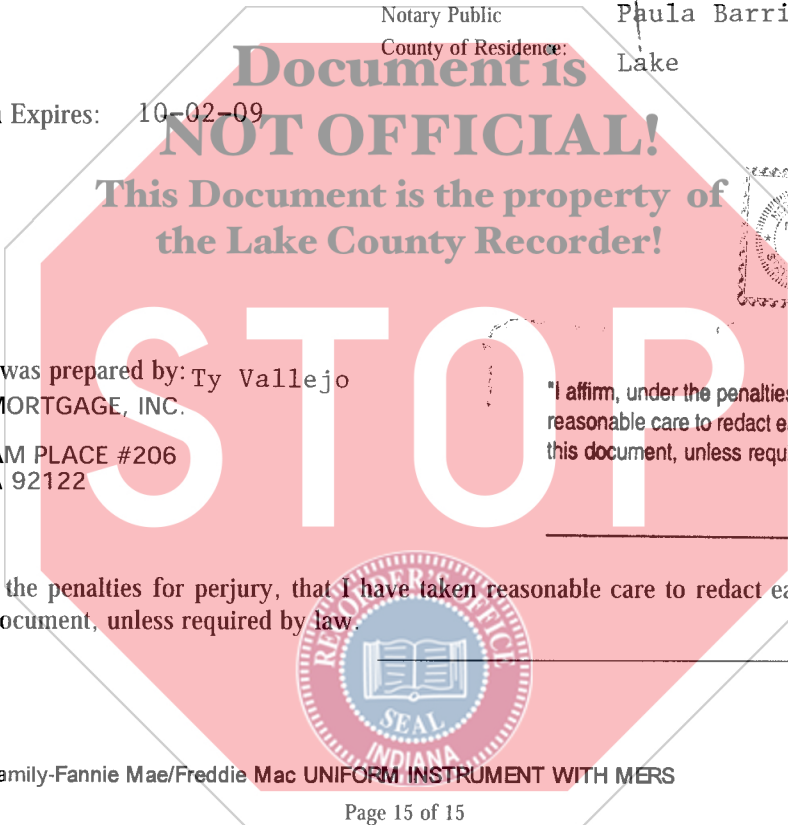 Notary Public
Paula Barri
County of Residence:
Lake
Document is
Expires: 10-02-09
NOT OFFICIAL!
This Document is the property of
the Lake County Recorder!
STOP
was prepared by: Ty Vallejo
MORTGAGE, INC.
"I affirm, under the penalties
reasonable care to redact e
this document, unless requ
AM PLACE #206
92122
the penalties for perjury, that I have taken reasonable care to redact ea
ocument, unless required by law.
RECORDER'S OFFICE
SEAL
INDIANA
amily-Fannie Mae/Freddie Mac UNIFORM INSTRUMENT WITH MERS
Page 15 of 15